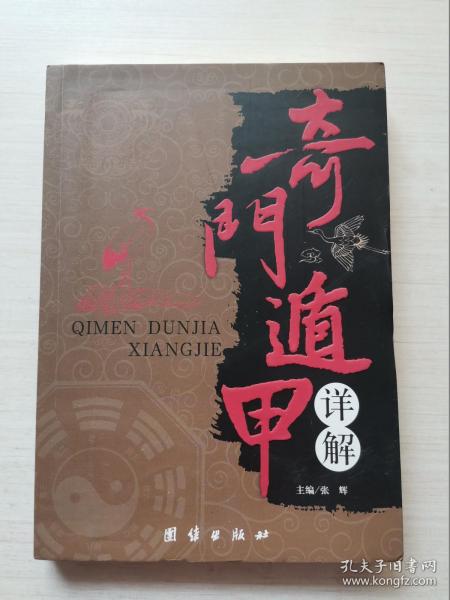 奇門遁甲
详解
QIMEN DUNJIA
XIANGJIE
主编/张 辉
团结出版社
孔夫子旧书网
www.kongfz.com